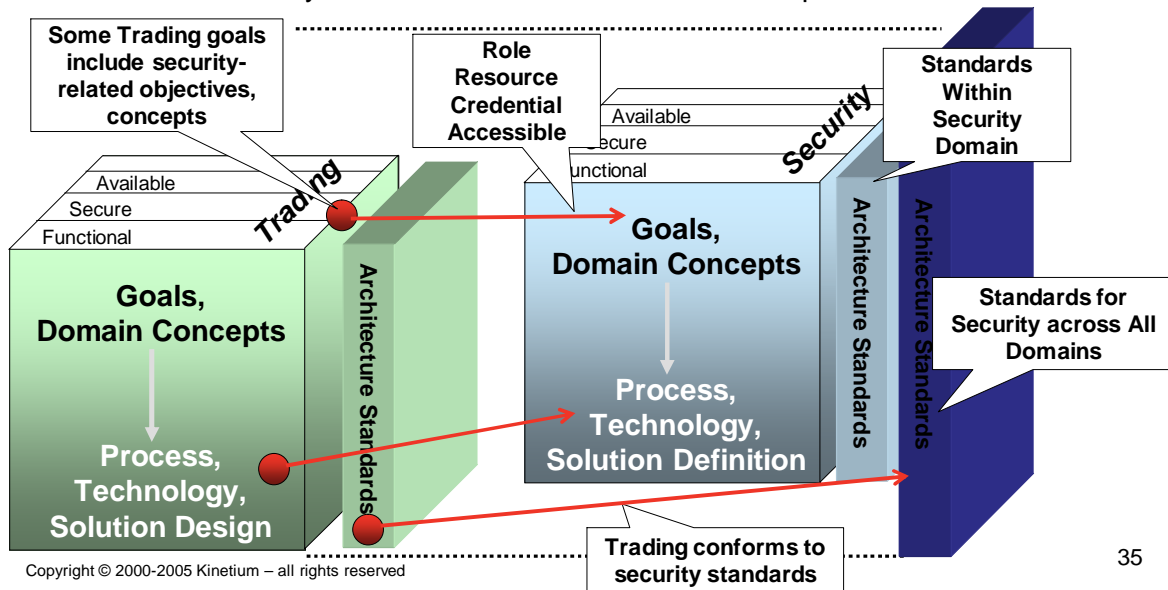 Some Trading goals
include security-
related objectives,
concepts
Role
Resource
Credential
Accessible
Standards
Within
Security
Domain
Available
Secure
Functional
Trading
Goals,
Domain Concepts
Process,
Technology,
Solution Design
Architecture Standards
Available
ecure
unctional
Security
Goals,
Domain Concepts
Process,
Technology,
Solution Definition
Architecture Standards
Architecture Standards
Standards for
Security across All
Domains
Trading conforms to
security standards
Copyright © 2000-2005 Kinetium – all rights reserved
35